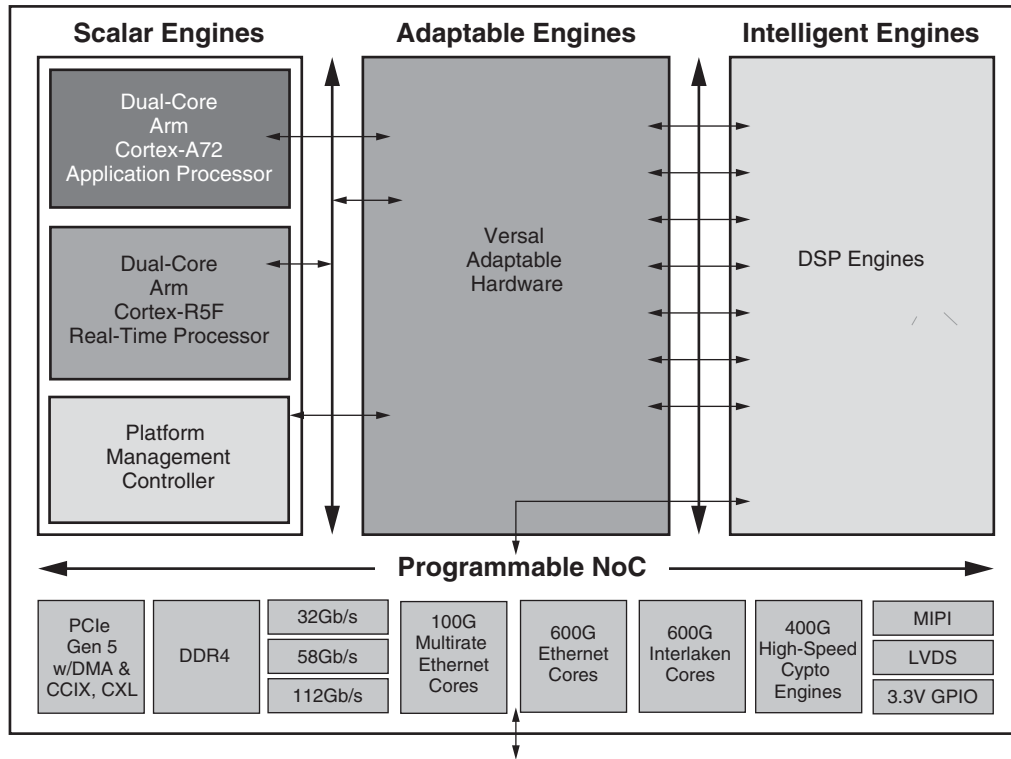 Scalar Engines
Adaptable Engines
Intelligent Engines
Dual-Core
Arm
Cortex-A72
Application Processor
Dual-Core
Arm
Cortex-R5F
Real-Time Processor
Platform
Management
Controller
Versal
Adaptable
Hardware
DSP Engines
Programmable NoC
PCIe
Gen 5
w/DMA &
CCIX, CXL
DDR4
32Gb/s
58Gb/s
112Gb/s
100G
Multirate
Ethernet
Cores
600G
Ethernet
Cores
600G
Interlaken
Cores
400G
High-Speed
Cypto
Engines
MIPI
LVDS
3.3V GPIO